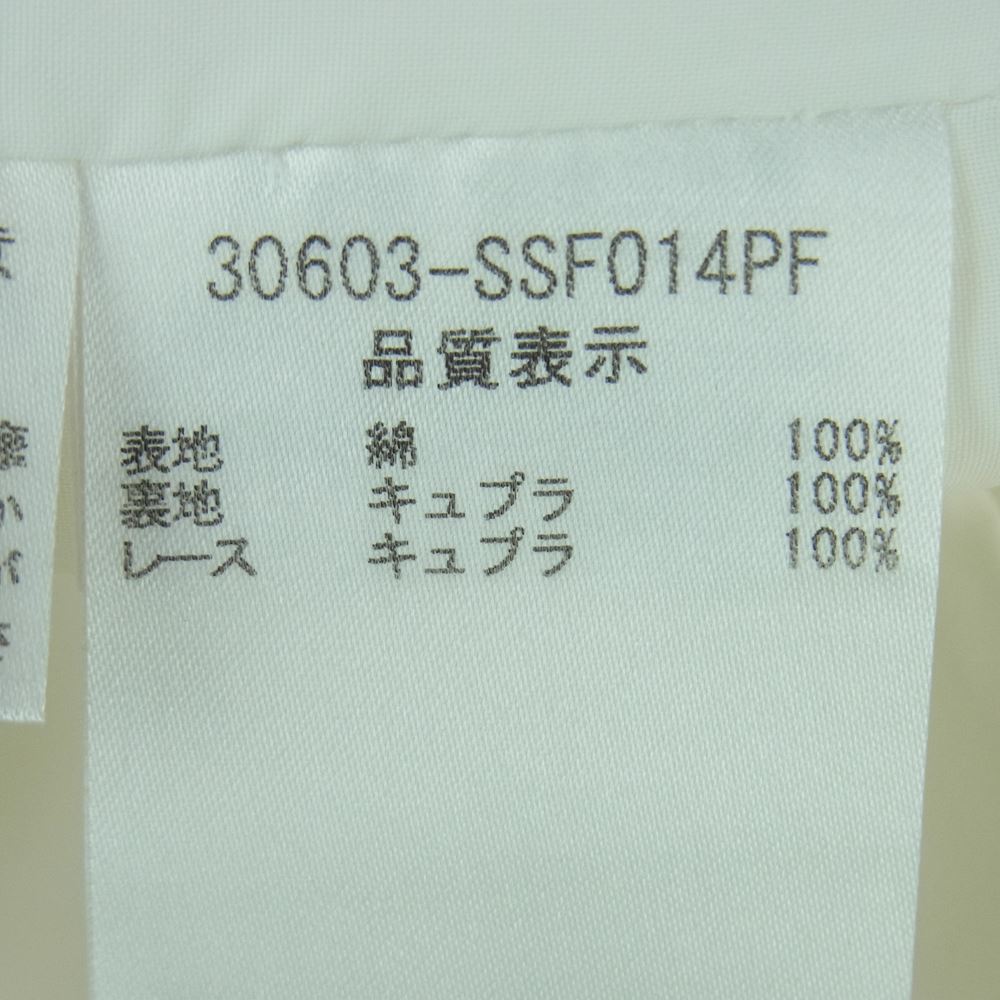 30603-SSF014PF
品質表示
表地 綿 100%
裏地 キュプラ 100%
レース キュプラ 100%